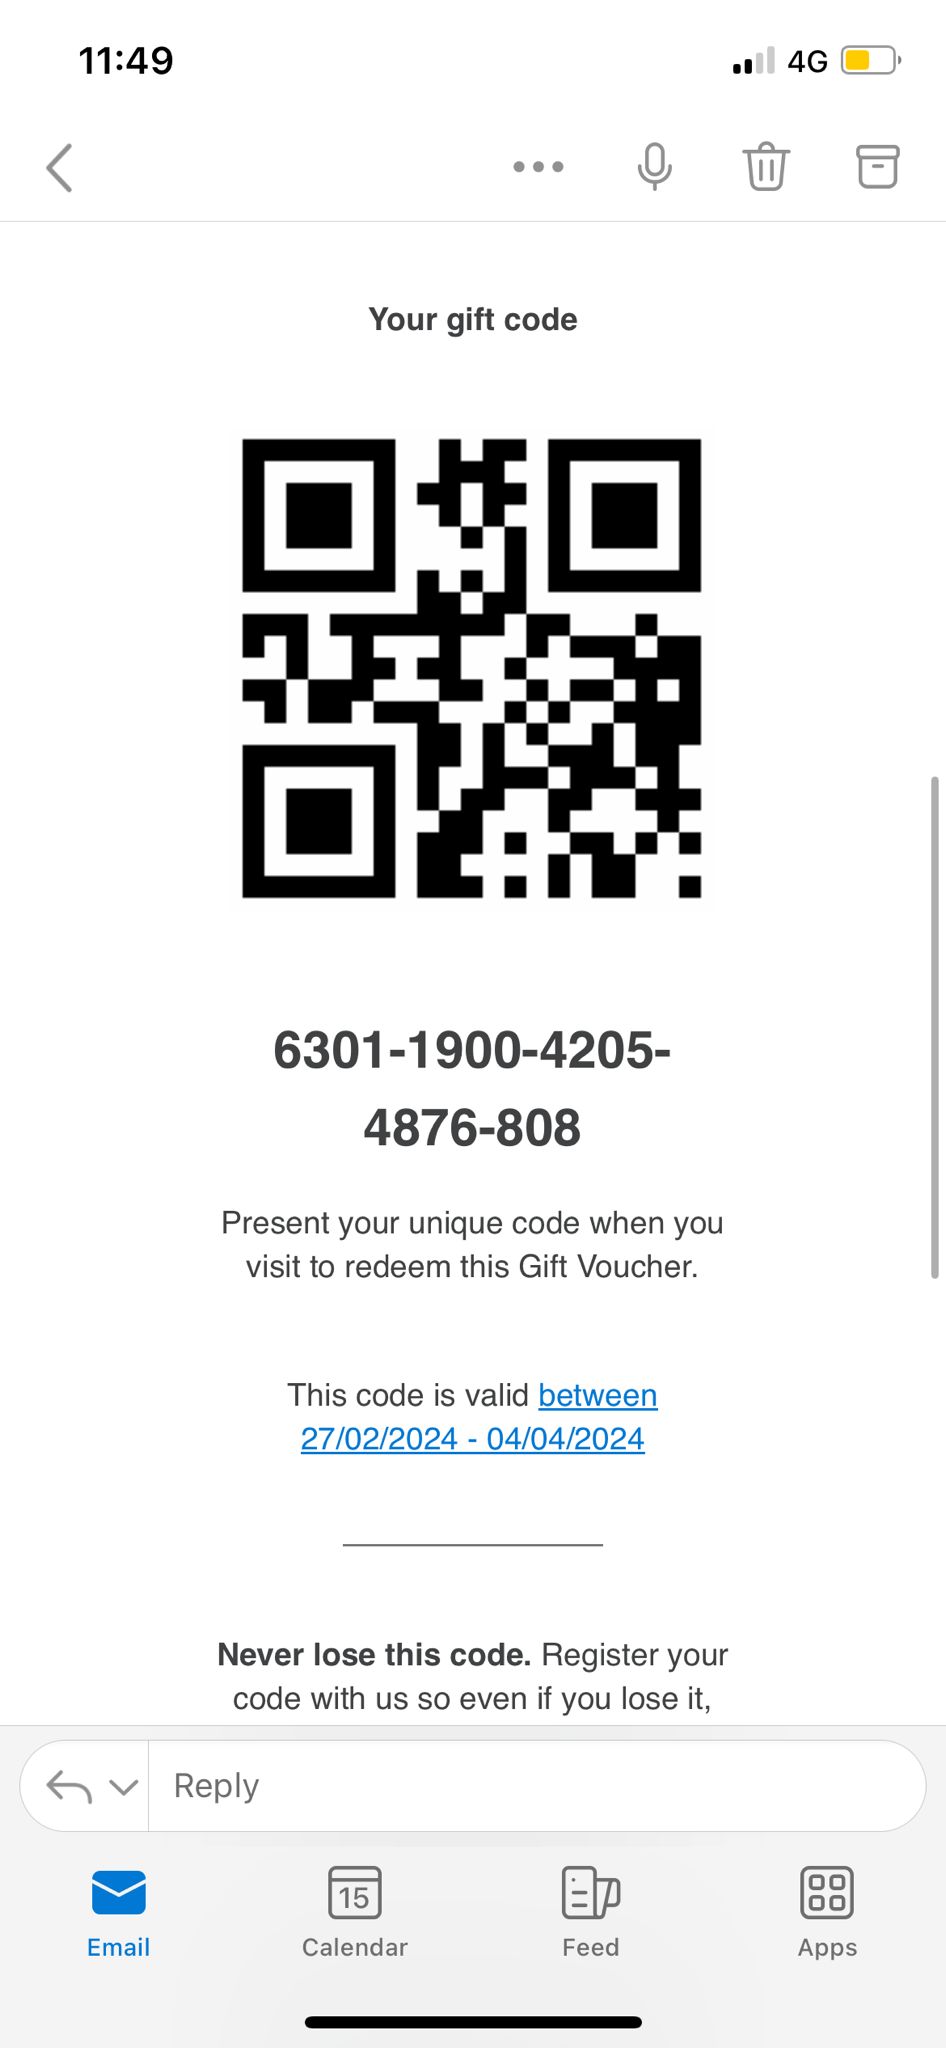 11:49
4G
Your gift code
6301-1900-4205-
4876-808
Present your unique code when you
visit to redeem this Gift Voucher.
This code is valid between
27/02/2024 - 04/04/2024
Never lose this code. Register your
code with us so even if you lose it,
Reply
15
Email
Calendar
Feed
Apps